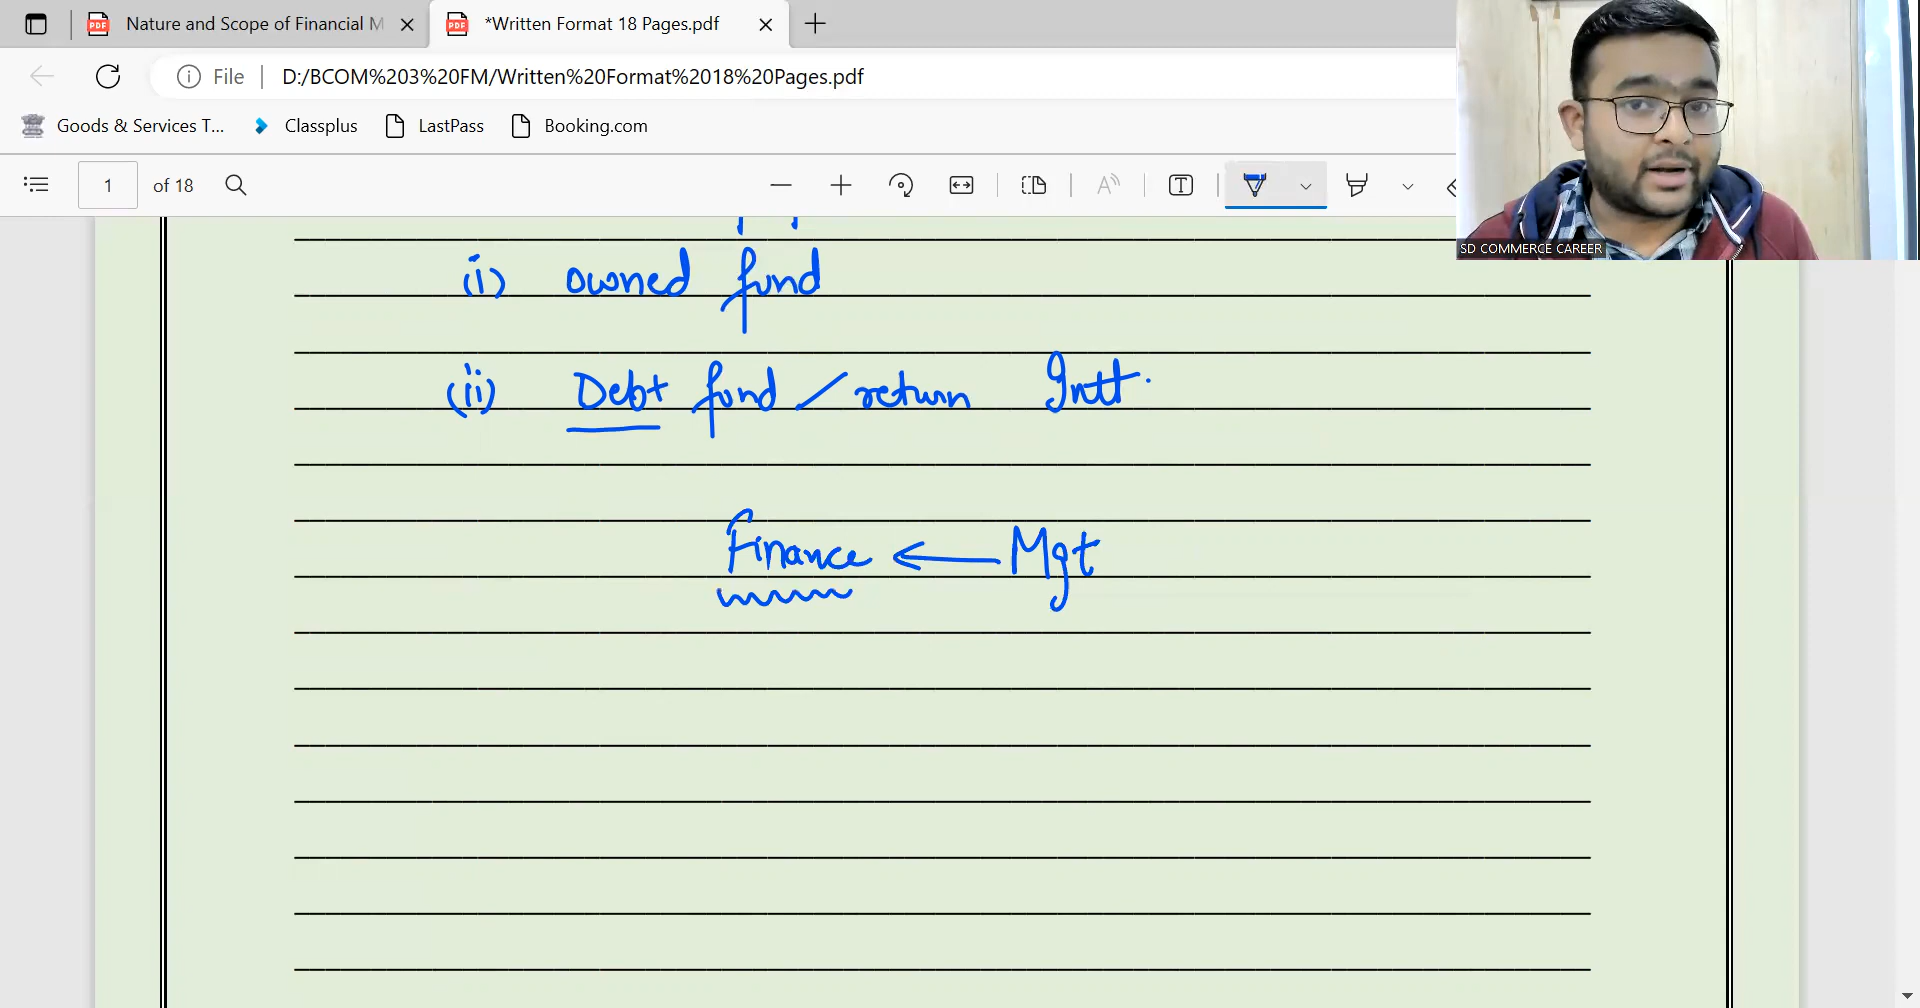 Nature and Scope of Financial M
*Written Format 18 Pages.pdf
File
D:/BCOM%203%20FM/Written%20Format%2018%20Pages.pdf
Goods & Services T...
Classplus
LastPass
Booking.com
1 of 18
SD COMMERCE CAREER
(i) owned fund
(ii) Debt fund / return Intt.
Finance ← Mgt